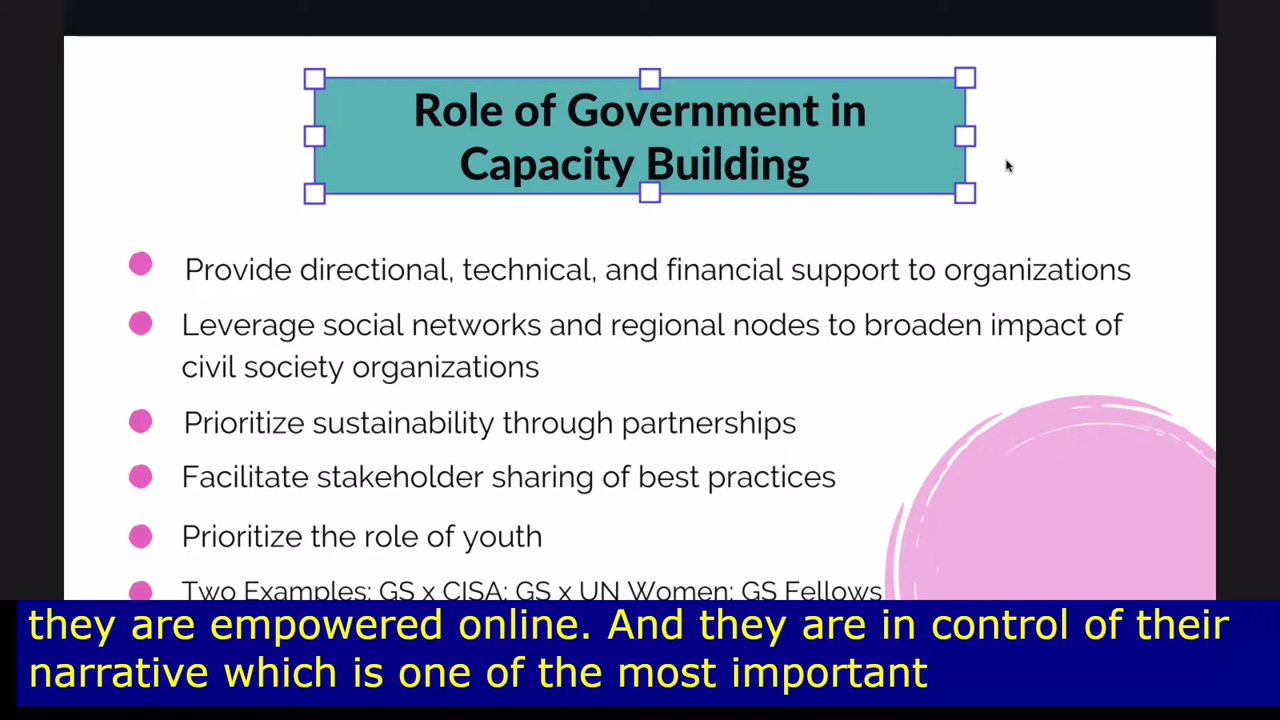 Role of Government in
Capacity Building
Provide directional, technical, and financial support to organizations
Leverage social networks and regional nodes to broaden impact of
civil society organizations
Prioritize sustainability through partnerships
Facilitate stakeholder sharing of best practices
Prioritize the role of youth
Two Examples: GS x CISA; GS x UN Women; GS Fellows
they are empowered online. And they are in control of their
narrative which is one of the most important